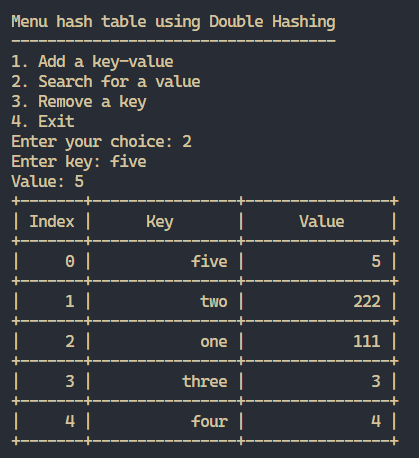 Menu hash table using Double Hashing
------------------------------------
1. Add a key-value
2. Search for a value
3. Remove a key
4. Exit
Enter your choice: 2
Enter key: five
Value: 5
+-------+----------------+----------------+
| Index |      Key       |      Value     |
+-------+----------------+----------------+
|     0 |           five |              5 |
+-------+----------------+----------------+
|     1 |            two |            222 |
+-------+----------------+----------------+
|     2 |            one |            111 |
+-------+----------------+----------------+
|     3 |          three |              3 |
+-------+----------------+----------------+
|     4 |           four |              4 |
+-------+----------------+----------------+